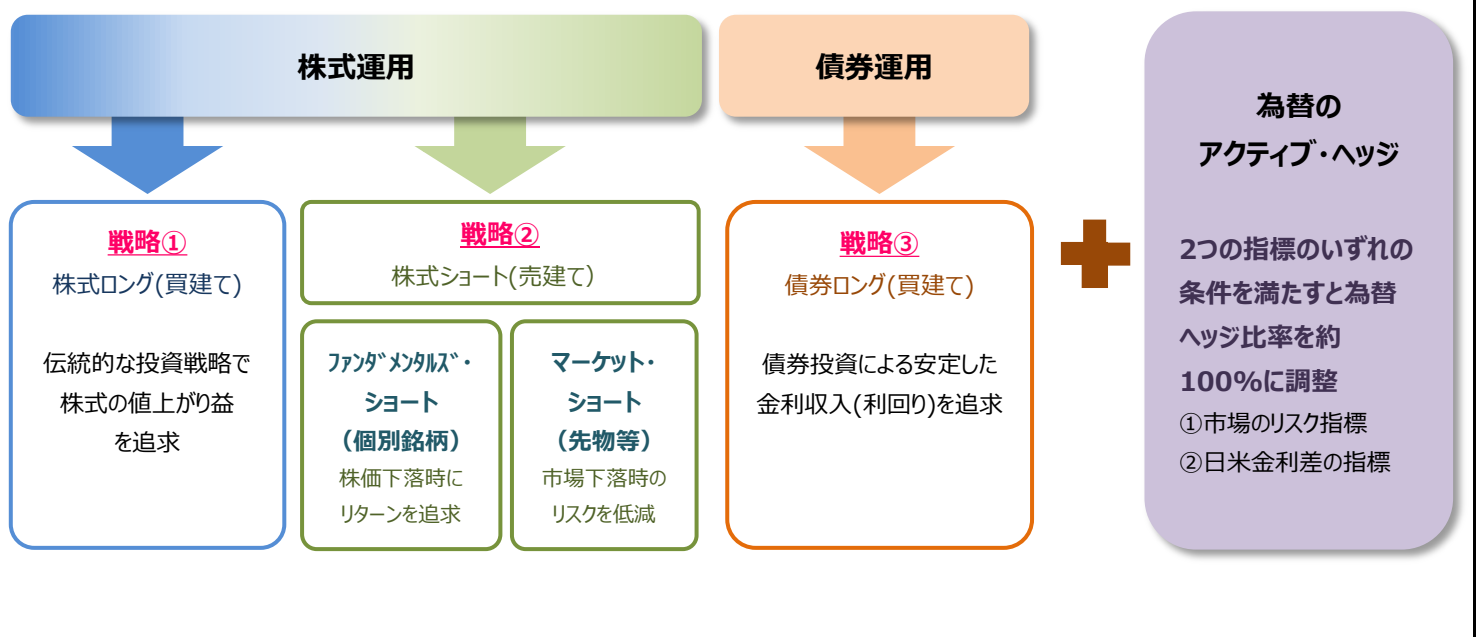 株式運用
債券運用
為替の
アクティブ・ヘッジ
戦略①
株式ロング(買建て)
伝統的な投資戦略で
株式の値上がり益
を追求
戦略②
株式ショート(売建て)
ﾌｧﾝﾀﾞﾒﾝﾀﾙｽﾞ・
ショート
（個別銘柄）
株価下落時に
リターンを追求
マーケット・
ショート
（先物等）
市場下落時の
リスクを低減
戦略③
債券ロング(買建て)
債券投資による安定した
金利収入(利回り)を追求
2つの指標のいずれの
条件を満たすと為替
ヘッジ比率を約
100%に調整
①市場のリスク指標
②日米金利差の指標